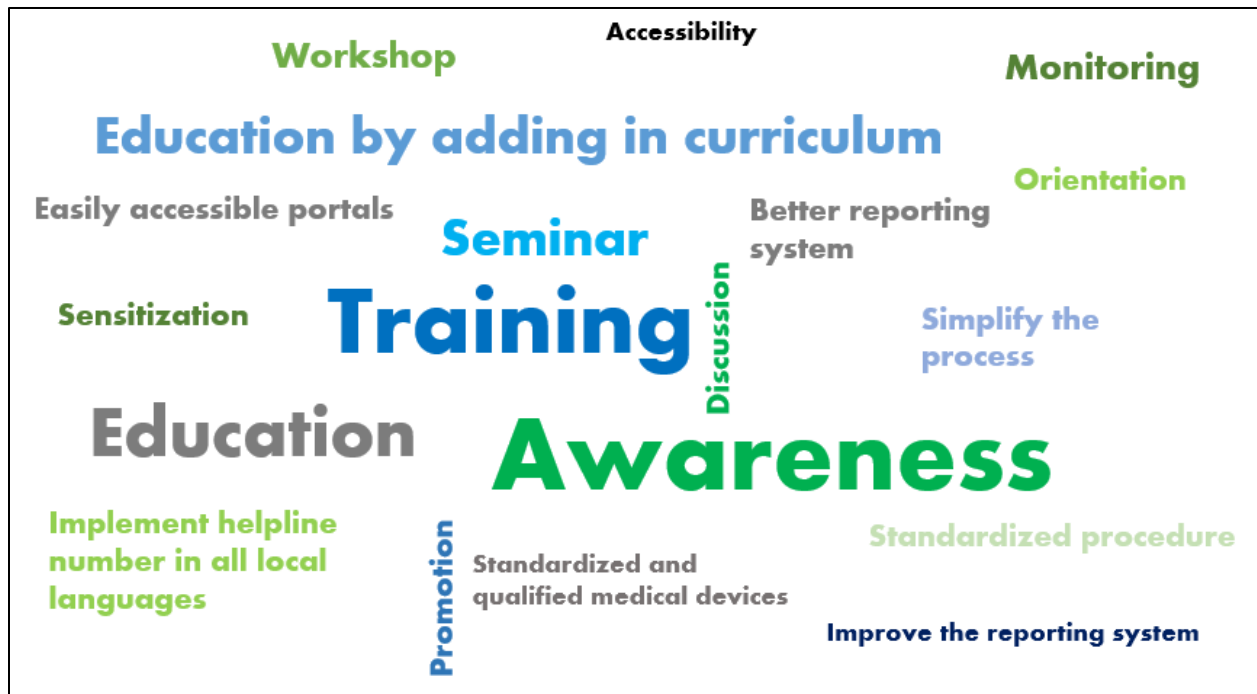 Accessibility
Workshop
Monitoring
Education by adding in curriculum
Orientation
Easily accessible portals
Better reporting
system
Seminar
Sensitization
Training
Discussion
Simplify the
process
Education
Awareness
Implement helpline
number in all local
languages
Promotion
Standardized and
qualified medical devices
Standardized procedure
Improve the reporting system